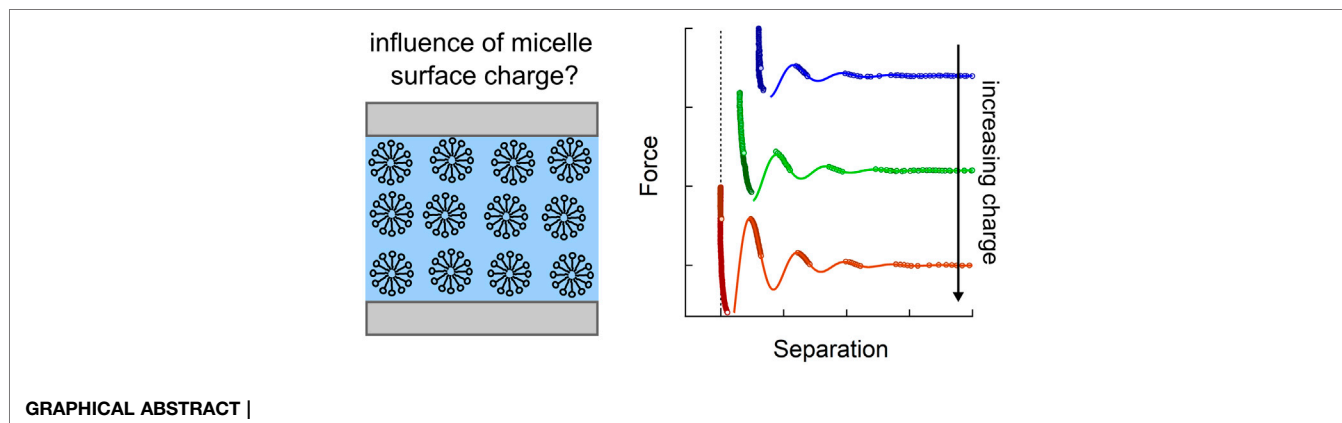 influence of micelle
surface charge?
Force
increasing charge
Separation
GRAPHICAL ABSTRACT |